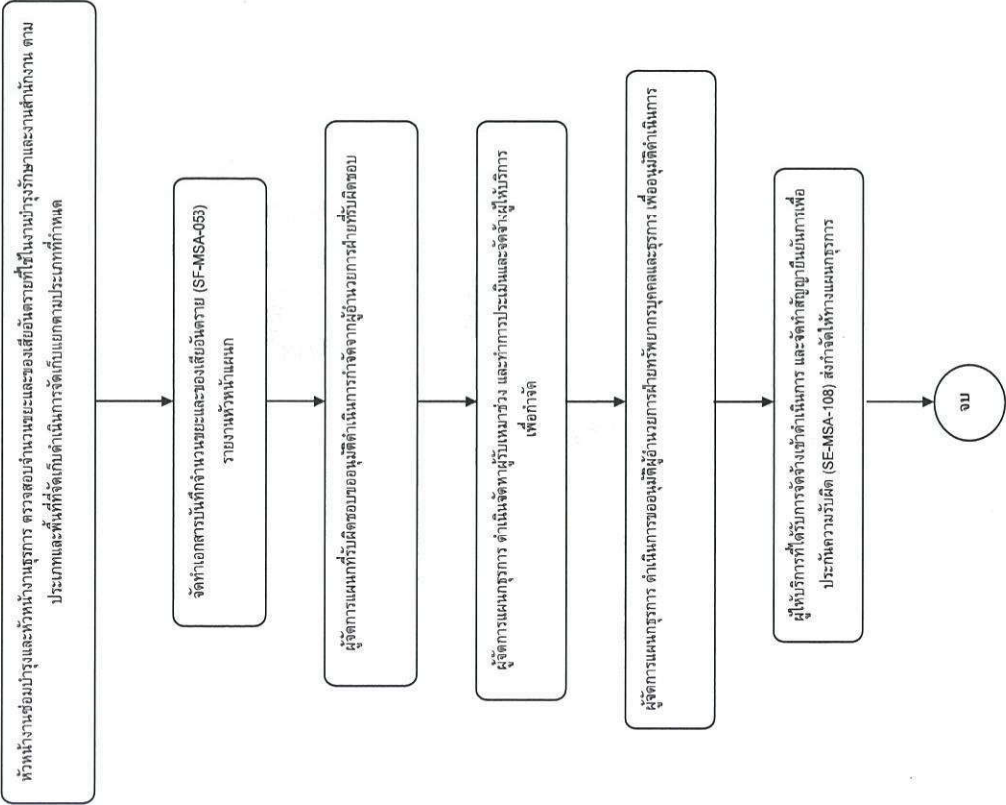 หัวหน้างานซ่อมบำรุงและหัวหน้างานธุรการ ตรวจสอบจำนวนขยะและของเสียอันตรายที่ใช้ในงานบำรุงรักษาและงานสำนักงาน ตาม
ประเภทและพื้นที่ที่จัดเก็บดำเนินการจัดเก็บแยกตามประเภทที่กำหนด
จัดทำเอกสารบันทึกจำนวนขยะและของเสียอันตราย (SF-MSA-053)
รายงานหัวหน้าแผนก
ผู้จัดการแผนกที่รับผิดชอบขออนุมัติดำเนินการกำจัดจากผู้อำนวยการฝ่ายที่รับผิดชอบ
ผู้จัดการแผนกธุรการ ดำเนินจัดหาผู้รับเหมาช่วง และทำการประเมินและจัดจ้างผู้ให้บริการ
เพื่อกำจัด
ผู้จัดการแผนกธุรการ ดำเนินการขออนุมัติผู้อำนวยการฝ่ายทรัพยากรบุคคลและธุรการ เพื่ออนุมัติดำเนินการ
ผู้ให้บริการที่ได้รับการจัดจ้างเข้าดำเนินการ และจัดทำสัญญายืนยันการเพื่อ
ประกันความรับผิด (SE-MSA-108) ส่งกำจัดให้ทางแผนกธุรการ
จบ